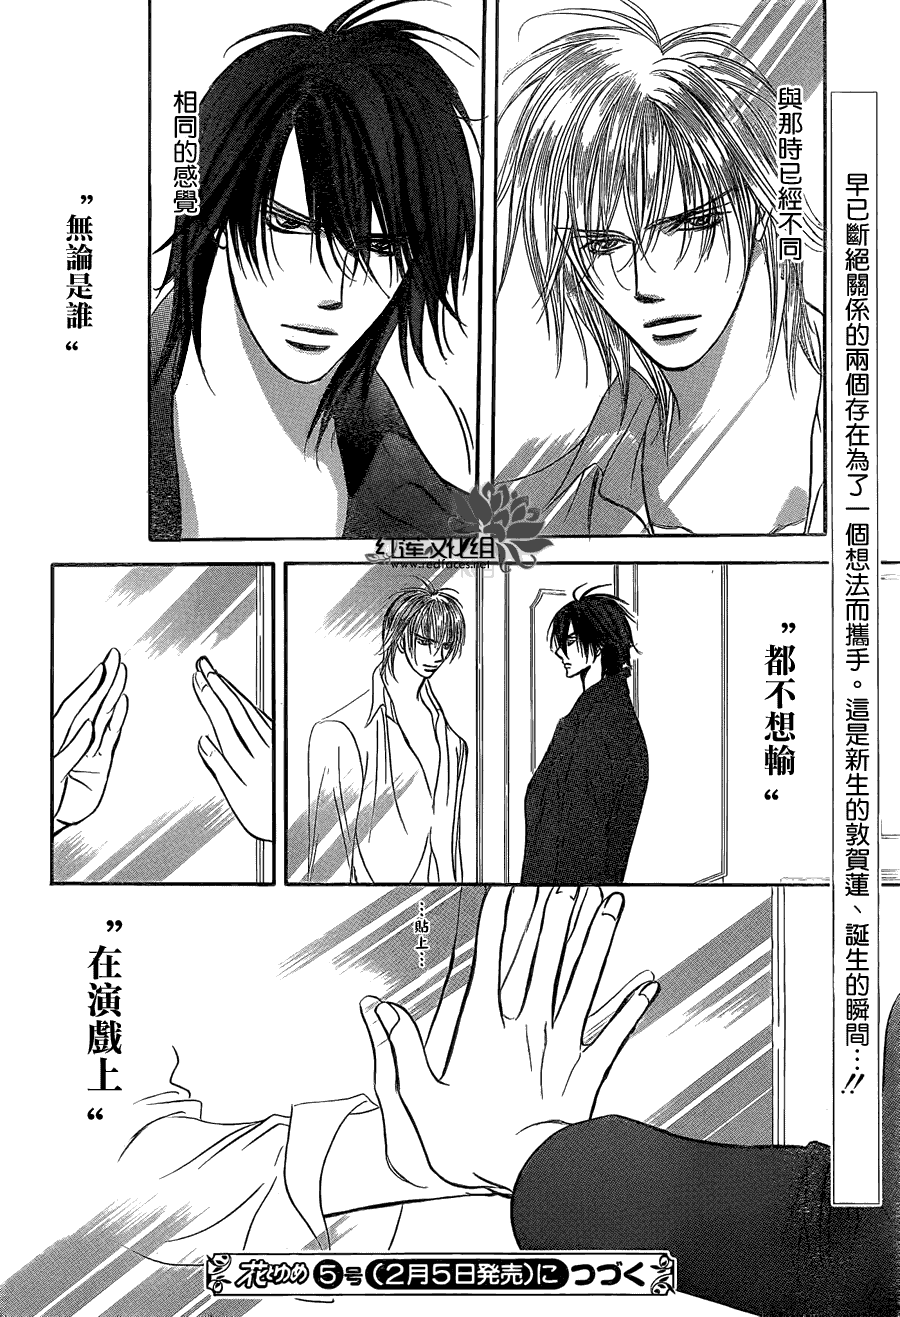 早已斷絕關係的兩個存在為了一個想法而攜手。這是新生的敦賀蓮、誕生的瞬間…!!
與那時已經不同
相同的感覺
”無論是誰“
红莲文化组
www.redfaces.net
”都不想輸“
…貼上…
”在演戲上“
花とゆめ5号(2月5日発売)につづく